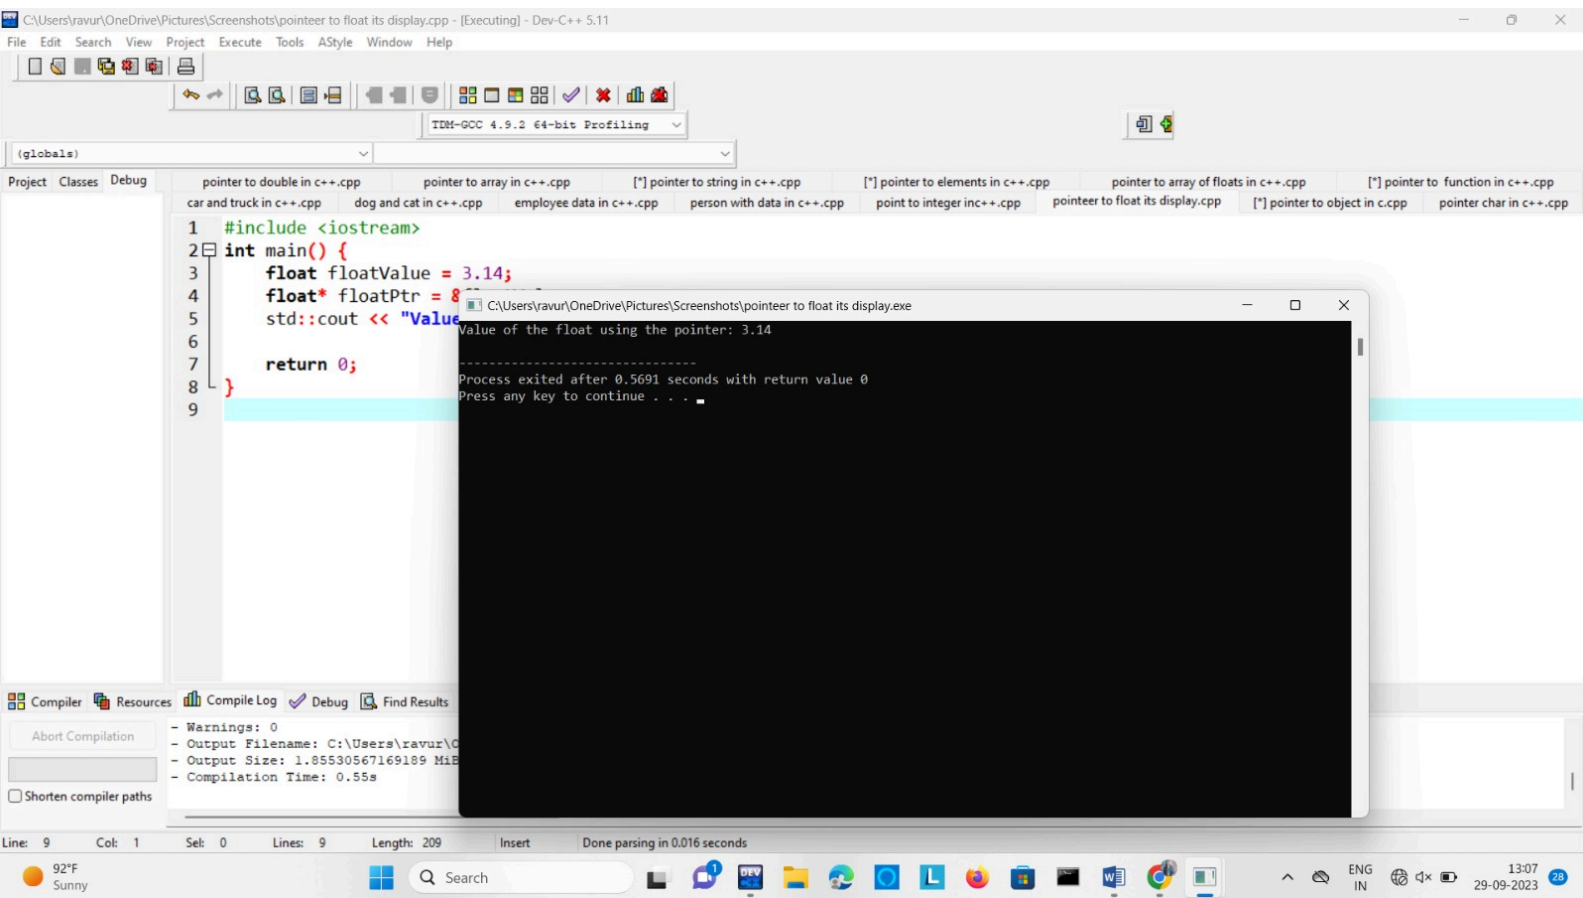 C:\Users\ravur\OneDrive\Pictures\Screenshots\pointeer to float its display.cpp - [Executing] - Dev-C++ 5.11
File Edit Search View Project Execute Tools AStyle Window Help
TDM-GCC 4.9.2 64-bit Profiling
(globals)
Project Classes Debug
pointer to double in c++.cpp pointer to array in c++.cpp [*] pointer to string in c++.cpp [*] pointer to elements in c++.cpp pointer to array of floats in c++.cpp [*] pointer to function in c++.cpp
car and truck in c++.cpp dog and cat in c++.cpp employee data in c++.cpp person with data in c++.cpp point to integer inc++.cpp pointeer to float its display.cpp [*] pointer to object in c.cpp pointer char in c++.cpp
1 #include <iostream>
2 int main() {
3 float floatValue = 3.14;
4 float* floatPtr = &
5 std::cout << "Value
6
7 return 0;
8 }
9
C:\Users\ravur\OneDrive\Pictures\Screenshots\pointeer to float its display.exe
Value of the float using the pointer: 3.14
--------------------------------
Process exited after 0.5691 seconds with return value 0
Press any key to continue . . .
Compiler Resources Compile Log Debug Find Results
Abort Compilation
Shorten compiler paths
- Warnings: 0
- Output Filename: C:\Users\ravur\O
- Output Size: 1.85530567169189 MiB
- Compilation Time: 0.55s
Line: 9 Col: 1 Sel: 0 Lines: 9 Length: 209 Insert Done parsing in 0.016 seconds
92°F
Sunny
Search
1
DEV
L
W
ENG
IN
13:07
29-09-2023
28